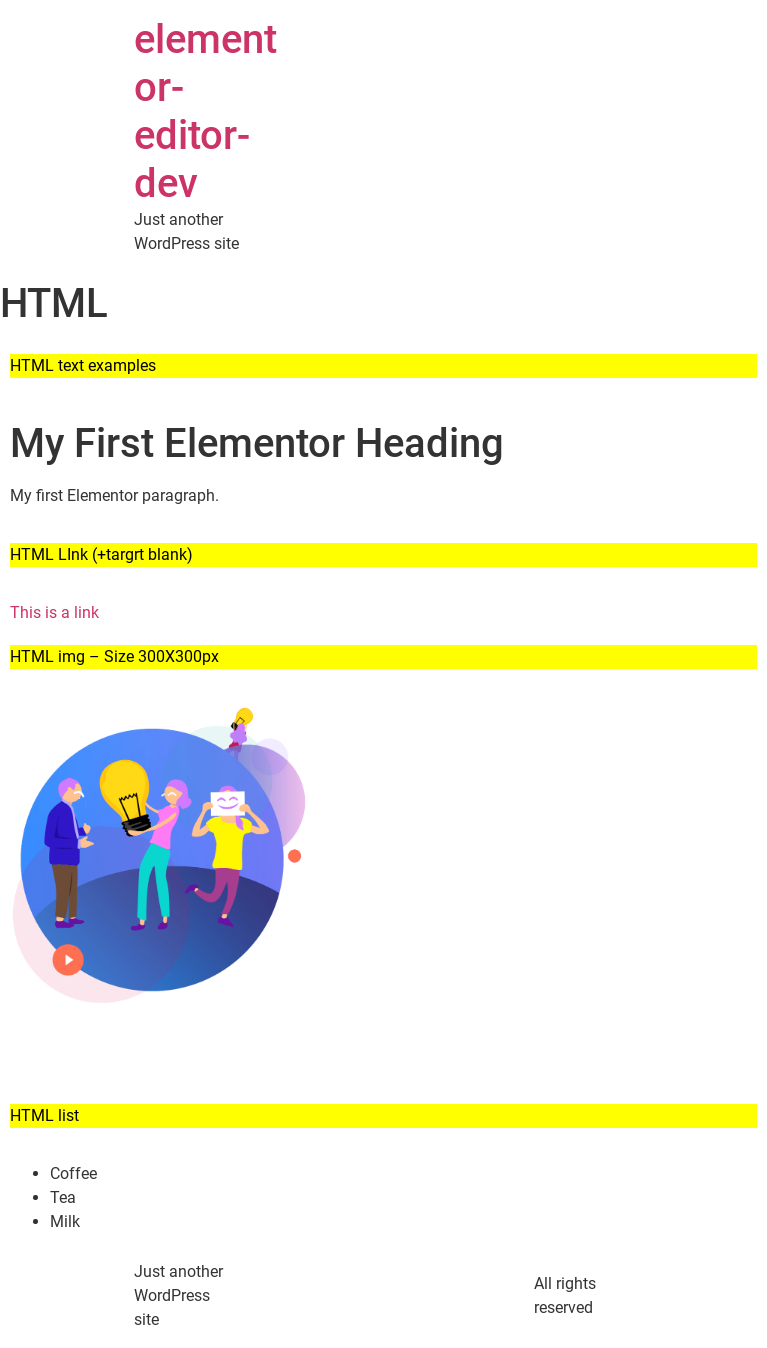 element
or-
editor-
dev
Just another
WordPress site
HTML
HTML text examples
My First Elementor Heading
My first Elementor paragraph.
HTML LInk (+targrt blank)
This is a link
HTML img – Size 300X300px
HTML list
Coffee
Tea
Milk
Just another
WordPress
site
All rights
reserved